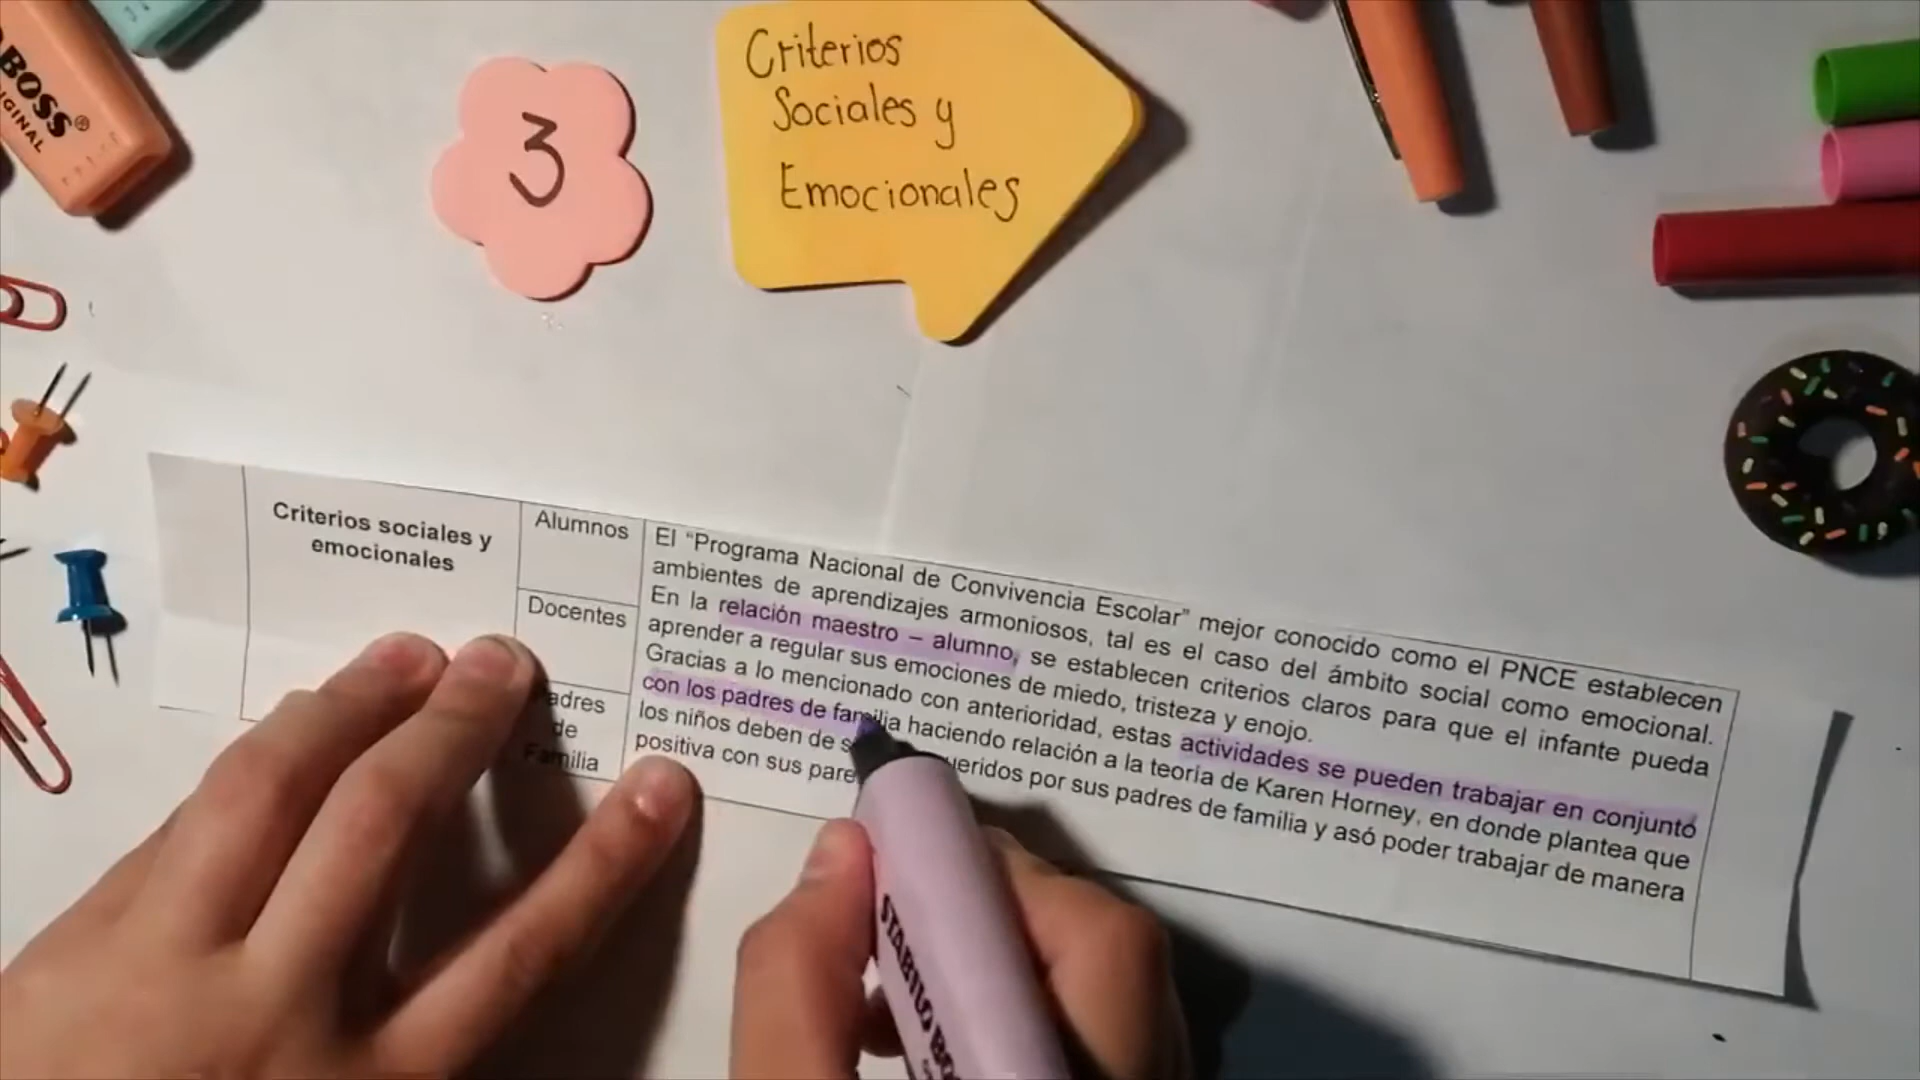 BOSS®
ORIGINAL
3
Criterios
Sociales y
Emocionales
Criterios sociales y
emocionales
Alumnos
Docentes
Padres
de
Familia
El “Programa Nacional de Convivencia Escolar” mejor conocido como el PNCE establecen
ambientes de aprendizajes armoniosos, tal es el caso del ámbito social como emocional.
En la relación maestro – alumno, se establecen criterios claros para que el infante pueda
aprender a regular sus emociones de miedo, tristeza y enojo.
Gracias a lo mencionado con anterioridad, estas actividades se pueden trabajar en conjunto
con los padres de familia haciendo relación a la teoría de Karen Horney, en donde plantea que
los niños deben de queridos por sus padres de familia y asó poder trabajar de manera
positiva con sus
STABILO BOSS